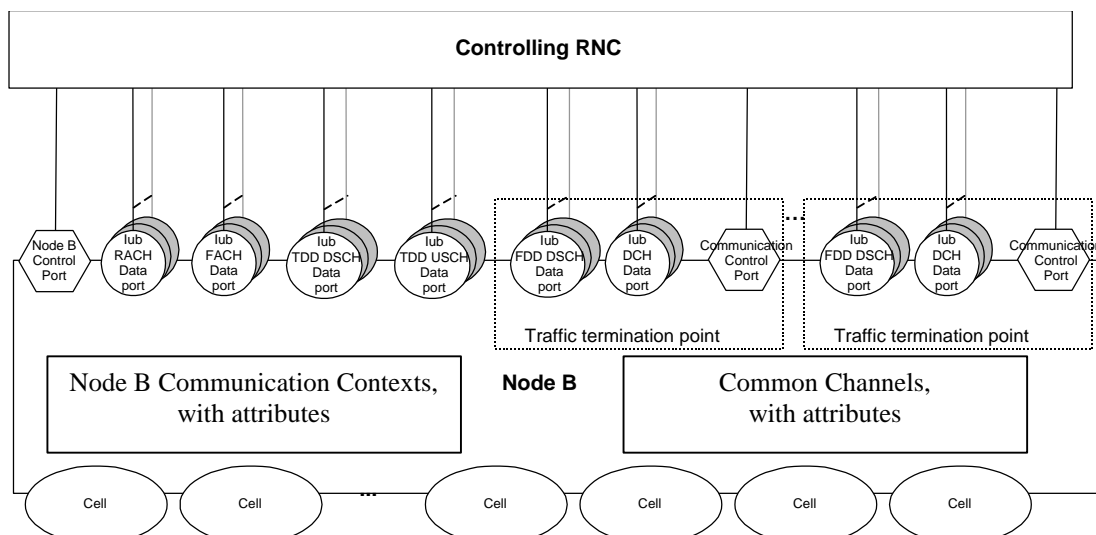 Controlling RNC
Node B
Control
Port
Iub
RACH
Data
port
Iub
FACH
Data
port
Iub
TDD DSCH
Data
port
Iub
TDD USCH
Data
port
Iub
FDD DSCH
Data
port
Iub
DCH
Data
port
Communication
Control
Port
...
Iub
FDD DSCH
Data
port
Iub
DCH
Data
port
Communication
Control
Port
Traffic termination point
Traffic termination point
Node B Communication Contexts,
with attributes
Node B
Common Channels,
with attributes
Cell
Cell
...
Cell
Cell
Cell
Cell